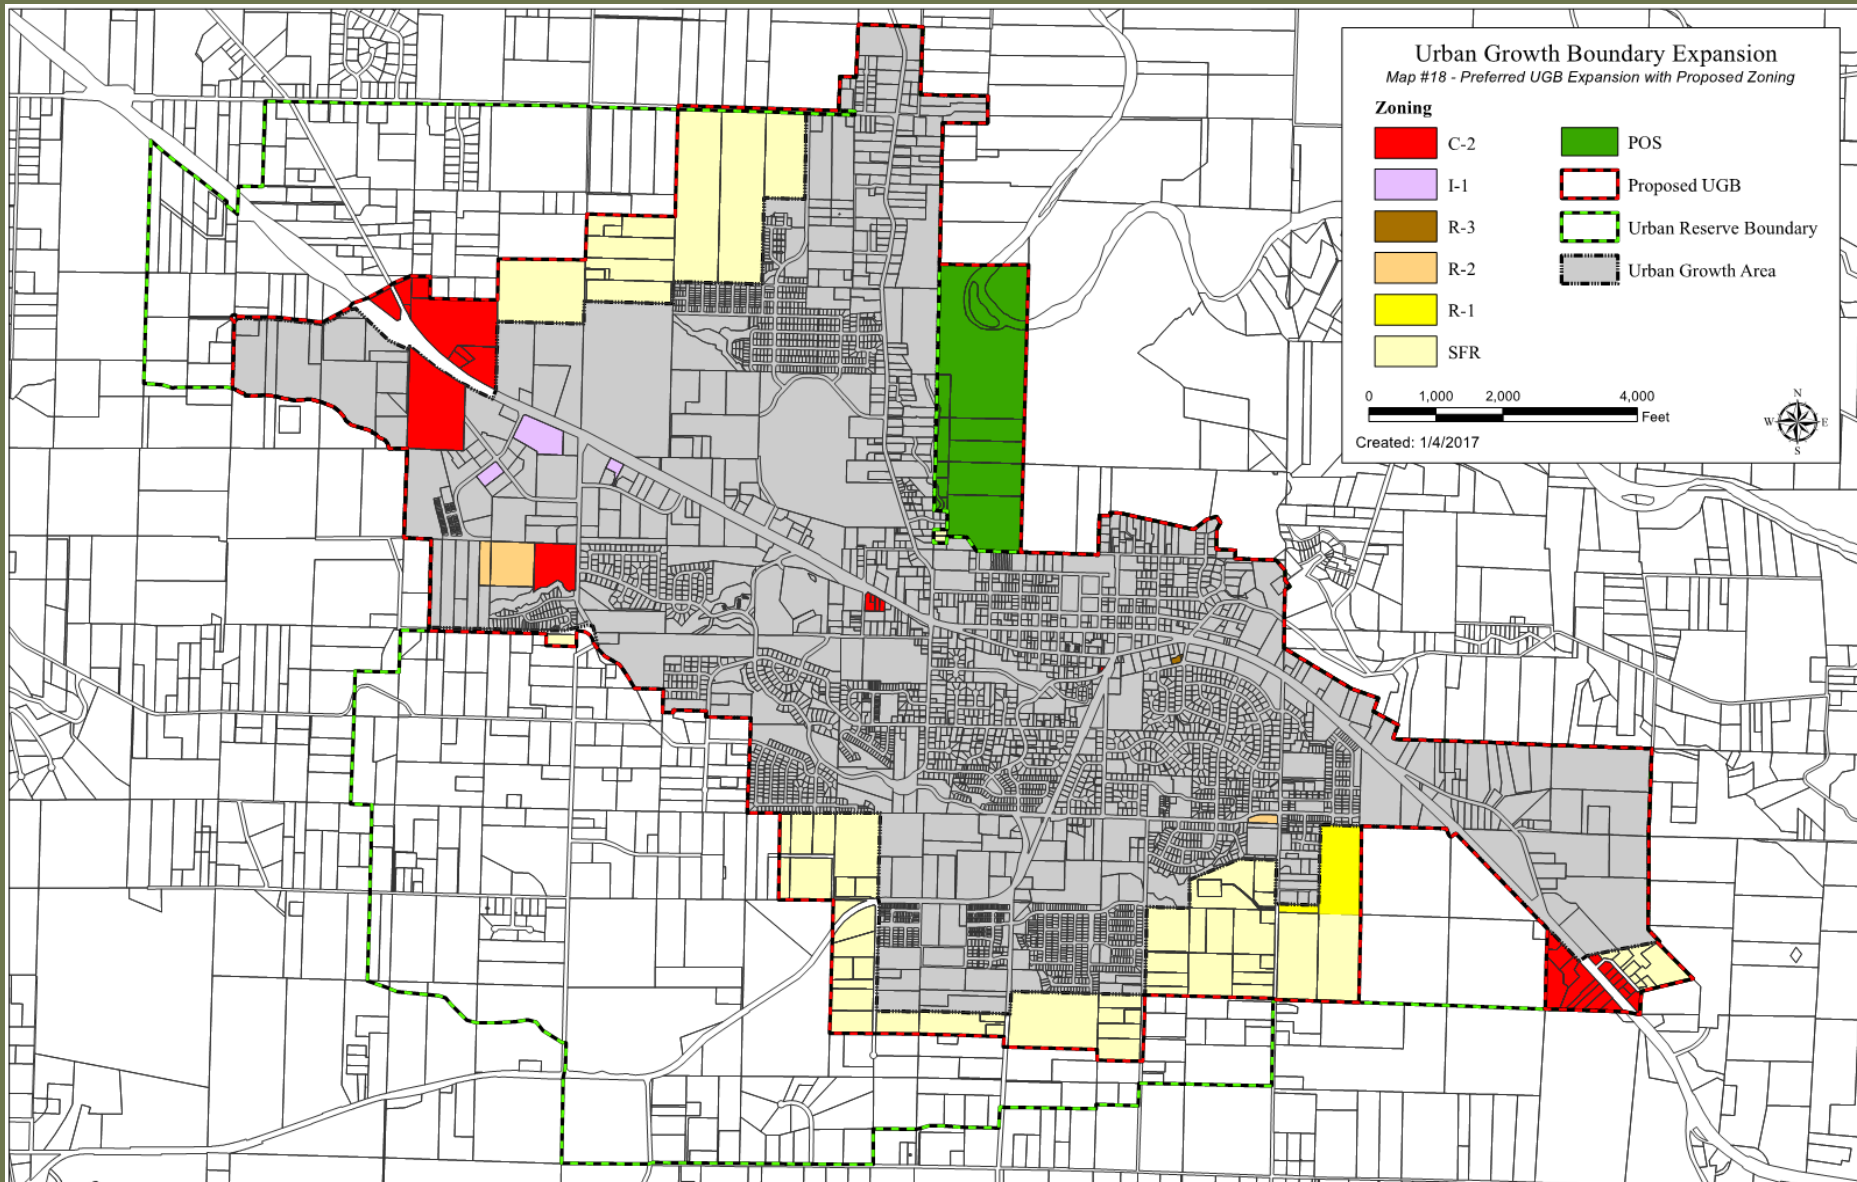 Urban Growth Boundary Expansion
Map #18 - Preferred UGB Expansion with Proposed Zoning
Zoning
C-2
I-1
R-3
R-2
R-1
SFR
POS
Proposed UGB
Urban Reserve Boundary
Urban Growth Area
0 1,000 2,000 4,000
Feet
Created: 1/4/2017
N
W E
S